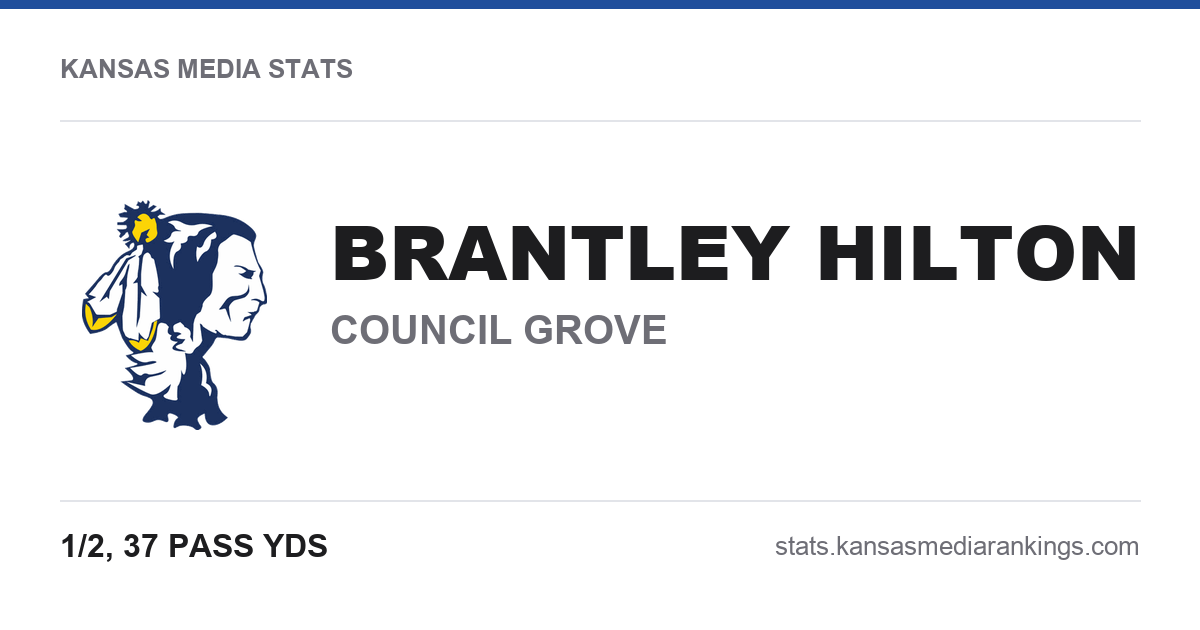 KANSAS MEDIA STATS
BRANTLEY HILTON
COUNCIL GROVE
1/2, 37 PASS YDS
stats.kansasmediarankings.com